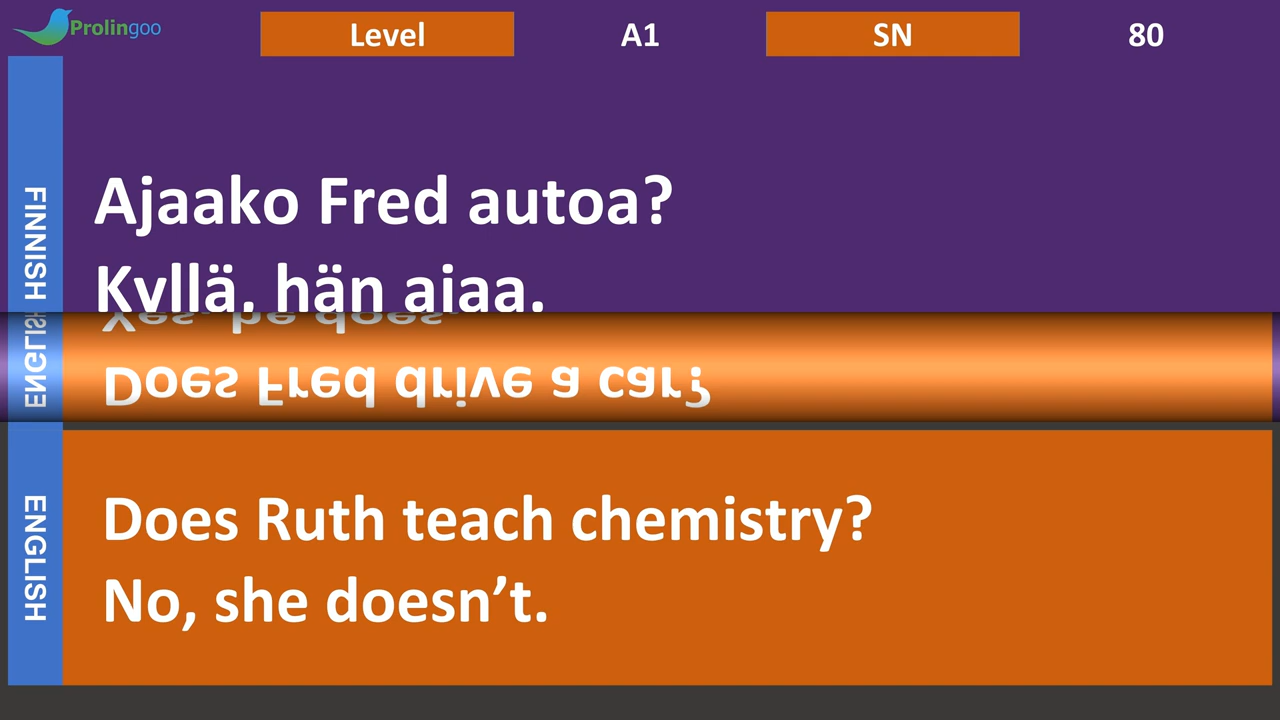 Prolingoo
Level
A1
SN
80
FINNISH
Ajaako Fred autoa?
Kyllä, hän ajaa.
ENGLISH
Yes, he does
Does Fred drive a car?
ENGLISH
Does Ruth teach chemistry?
No, she doesn’t.